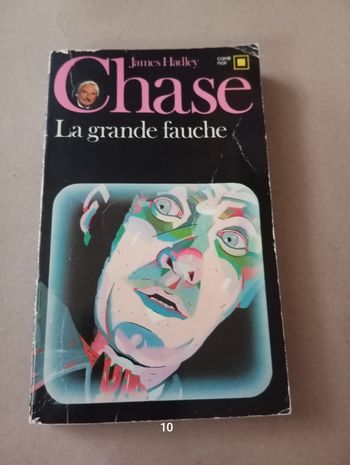 James Hadley
carré
noir
Chase
La grande fauche
10